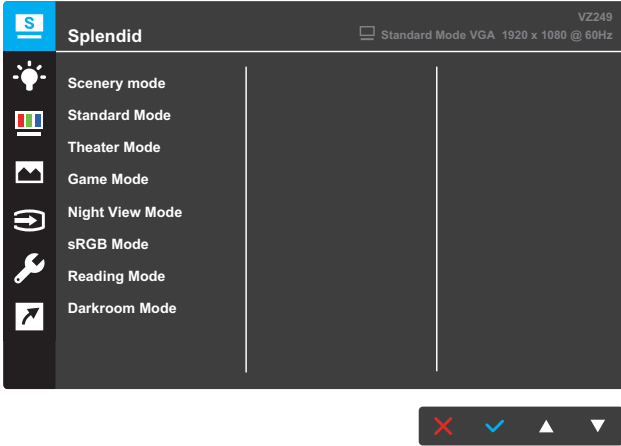 S
VZ249
Splendid
Standard Mode VGA 1920 x 1080 @ 60Hz
Scenery mode
Standard Mode
Theater Mode
Game Mode
Night View Mode
sRGB Mode
Reading Mode
Darkroom Mode